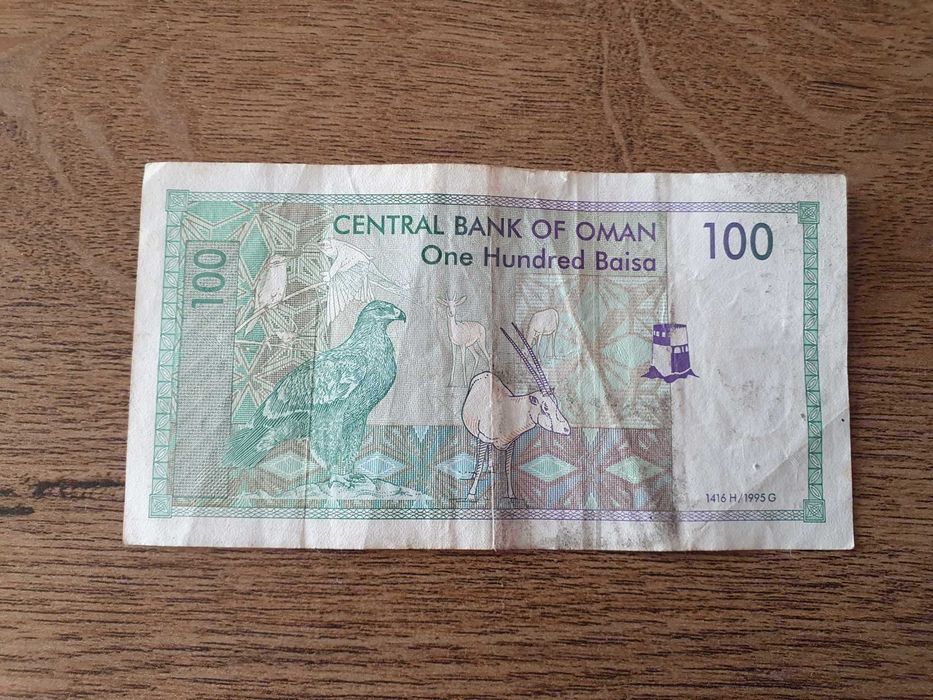 CENTRAL BANK OF OMAN
One Hundred Baisa
100
100
1416 H/1995 G